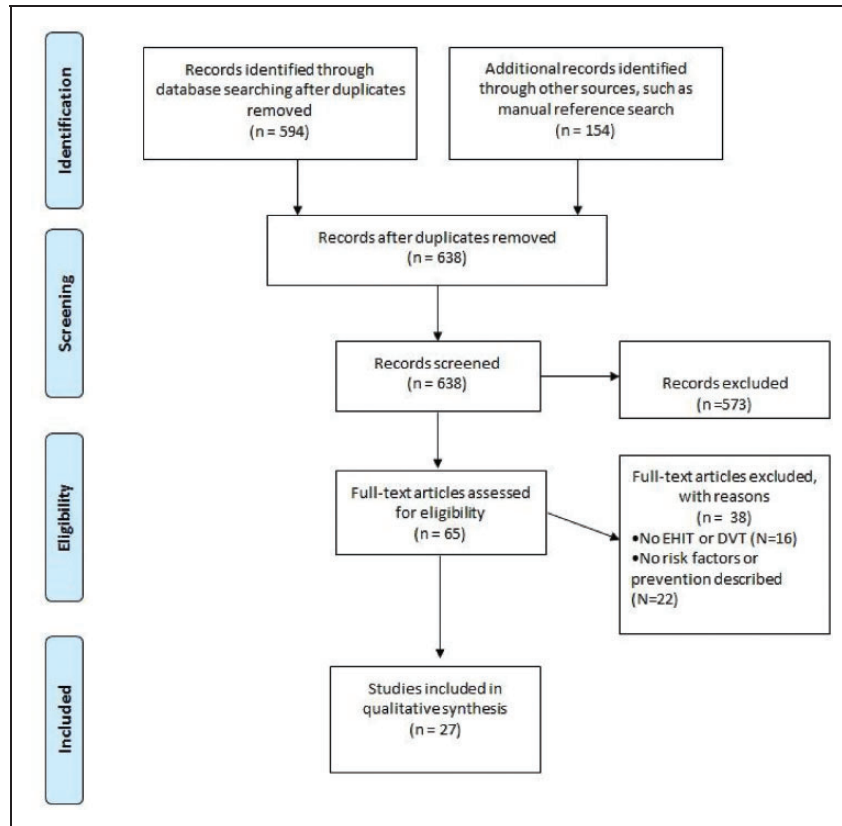 Identification
Records identified through
database searching after duplicates
removed
(n = 594)
Additional records identified
through other sources, such as
manual reference search
(n = 154)
Screening
Records after duplicates removed
(n = 638)
Records screened
(n = 638)
Records excluded
(n =573)
Eligibility
Full-text articles assessed
for eligibility
(n = 65)
Full-text articles excluded,
with reasons
(n = 38)
•No EHIT or DVT (N=16)
•No risk factors or
prevention described
(N=22)
Included
Studies included in
qualitative synthesis
(n = 27)